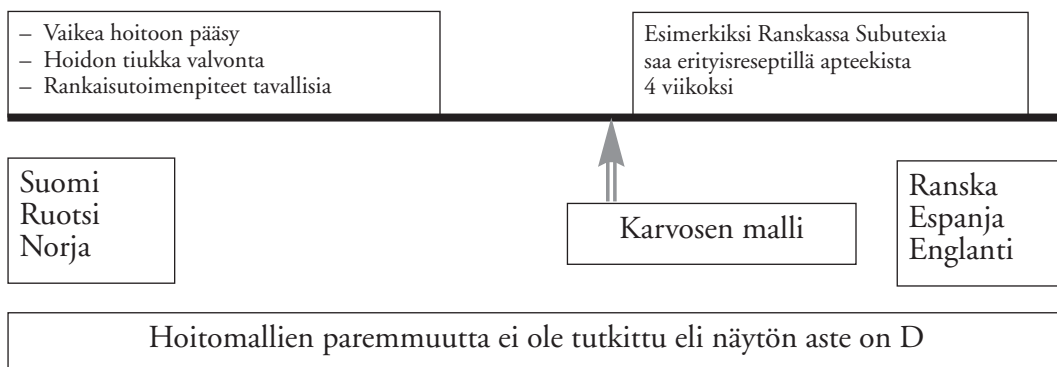 – Vaikea hoitoon pääsy
– Hoidon tiukka valvonta
– Rankaisutoimenpiteet tavallisia
Esimerkiksi Ranskassa Subutexia
saa erityisreseptillä apteekista
4 viikoksi
Suomi
Ruotsi
Norja
Karvosen malli
Ranska
Espanja
Englanti
Hoitomallien paremmuutta ei ole tutkittu eli näytön aste on D